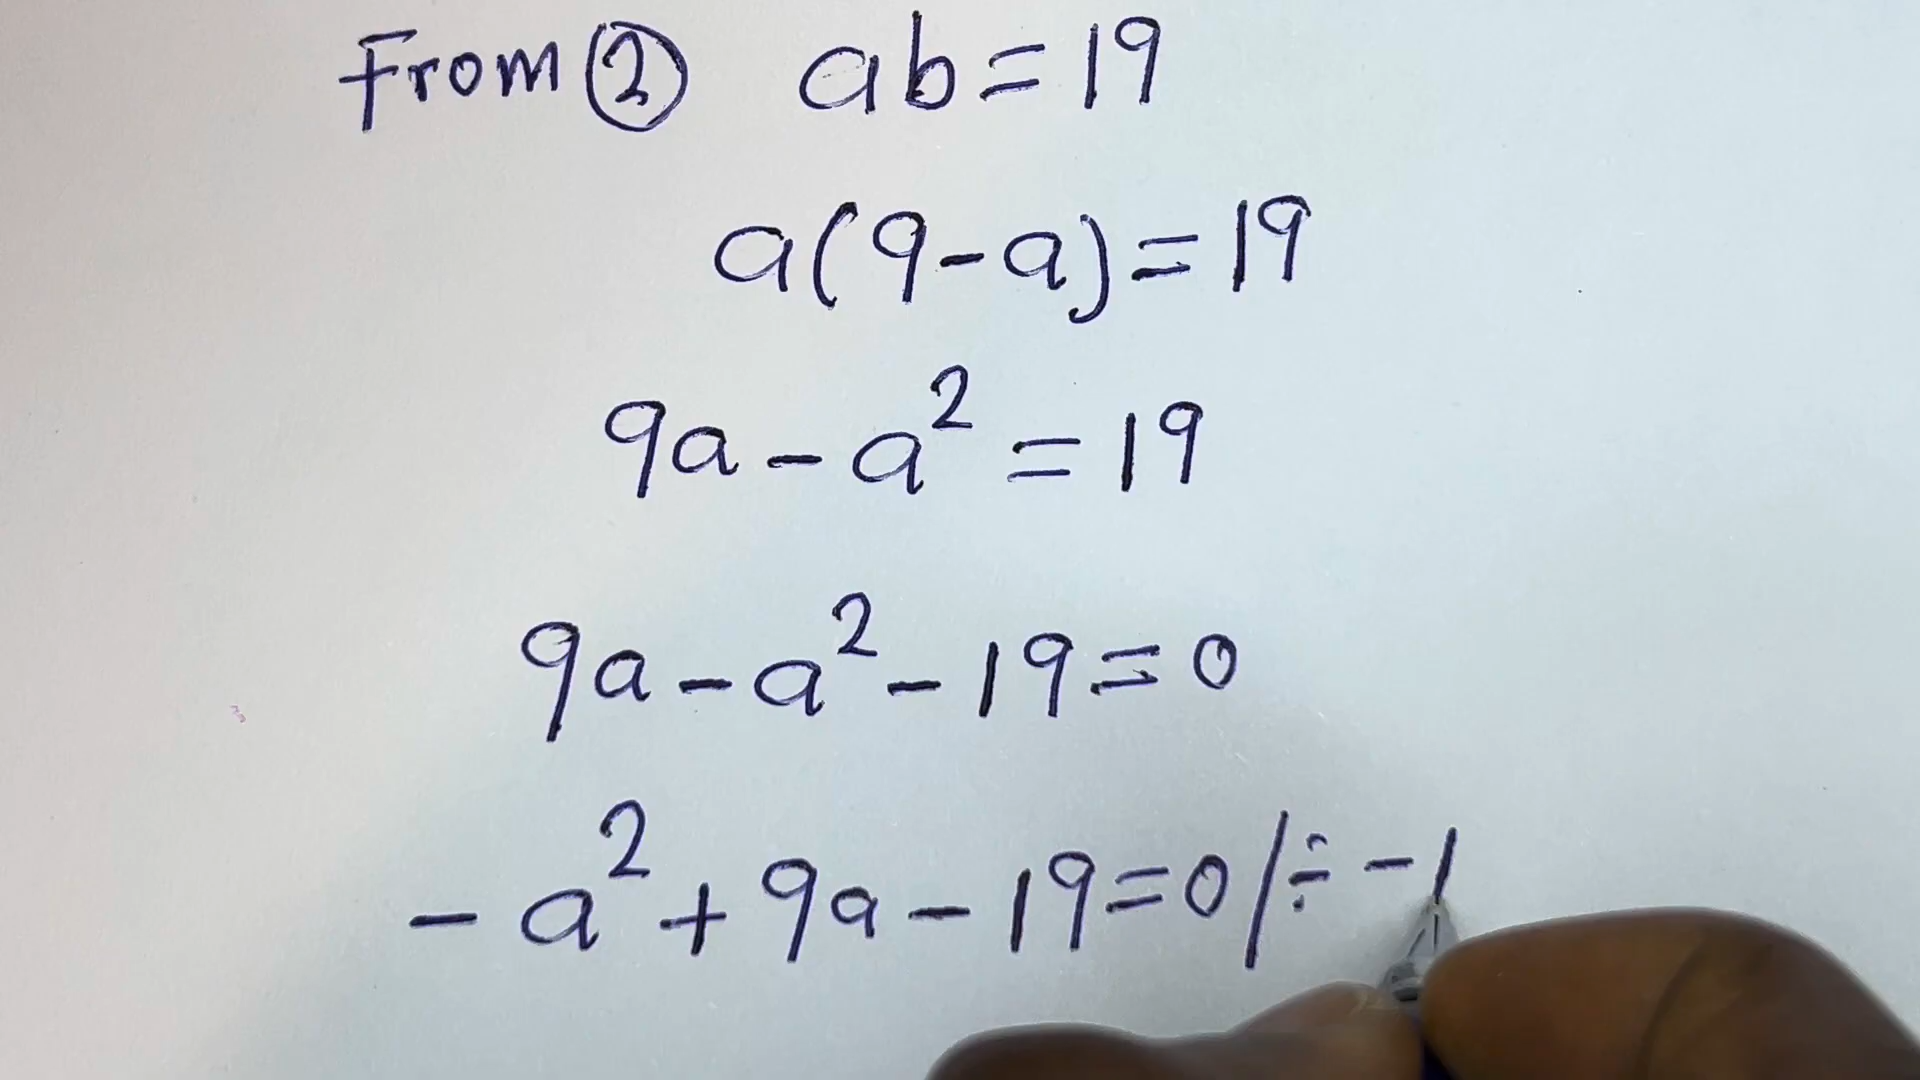 From ② ab = 19
a(9-a) = 19
9a - a² = 19
9a - a² - 19 = 0
- a² + 9a - 19 = 0 / ÷ -1